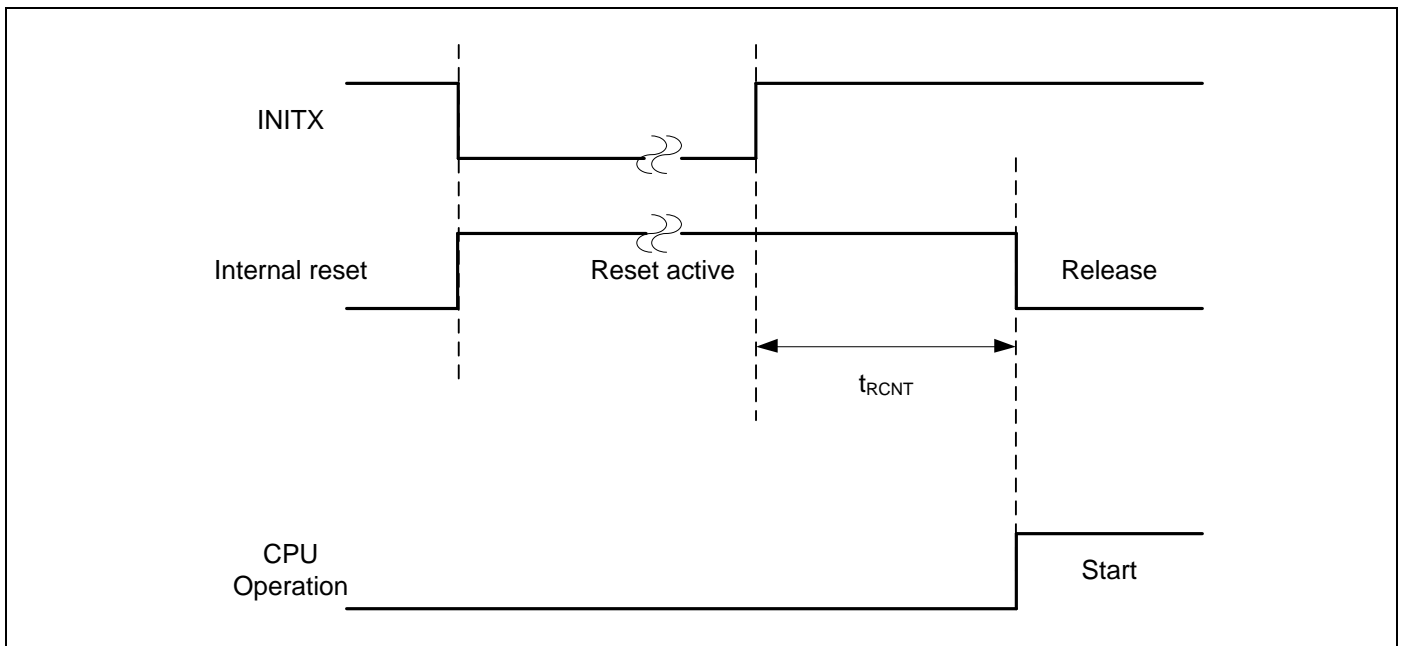 INITX
Internal reset
Reset active
Release
tRCNT
CPU
Operation
Start